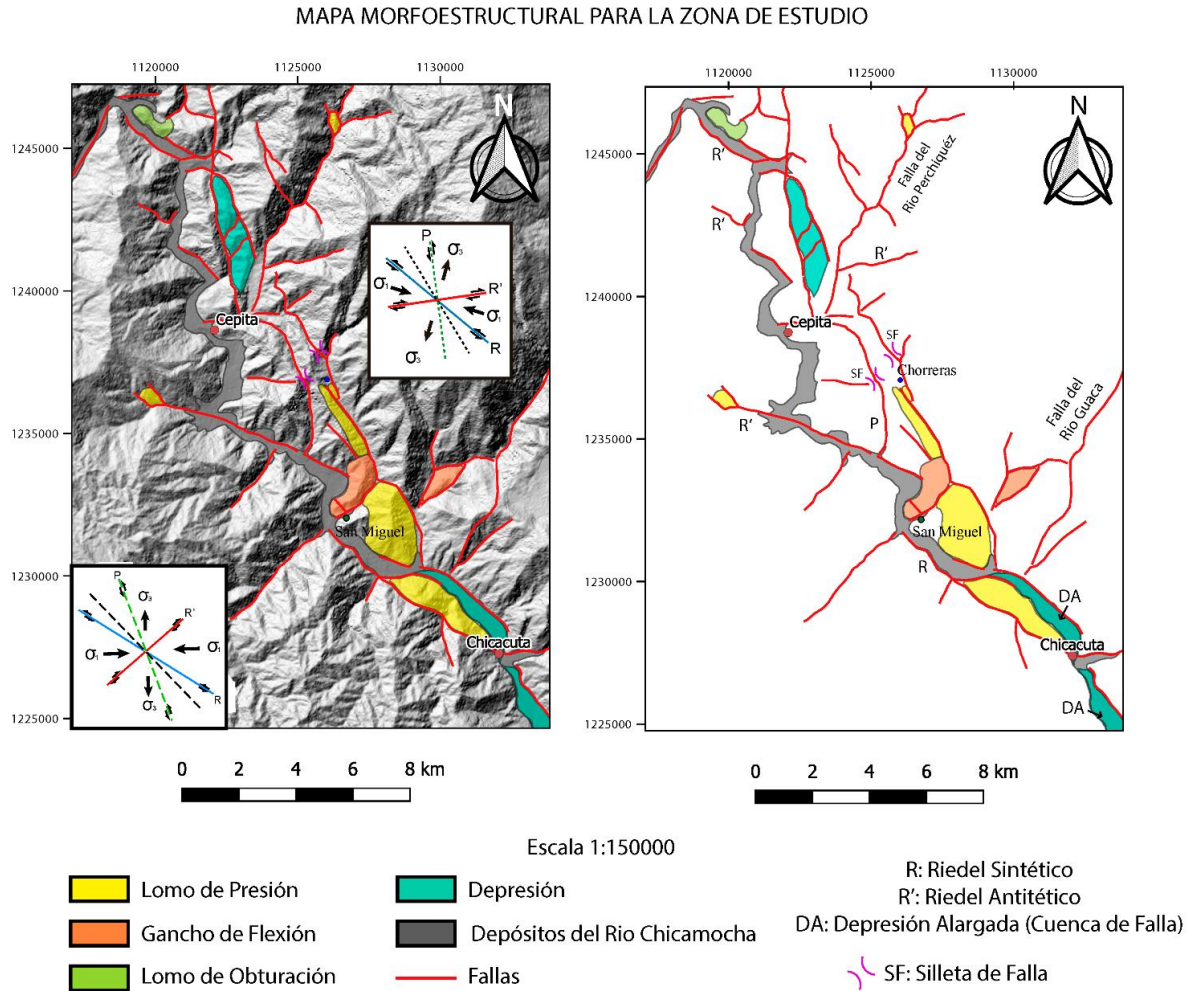 MAPA MORFOESTRUCTURAL PARA LA ZONA DE ESTUDIO
1120000 1125000 1130000
N
1245000
1240000
1235000
1230000
1225000
P
σ₃
σ₁
R'
σ₁
σ₃
R
Cepita
San Miguel
Chicacuta
P
σ₃
R'
σ₁
σ₁
σ₃
R
0 2 4 6 8 km
1120000 1125000 1130000
N
1245000
1240000
1235000
1230000
1225000
R'
Falla del
Rio Perchiquéz
R'
R'
Cepita
SF
SF
Chorreras
Falla del
Rio Guaca
R'
P
San Miguel
R
DA
Chicacuta
DA
0 2 4 6 8 km
Escala 1:150000
Lomo de Presión
Gancho de Flexión
Lomo de Obturación
Depresión
Depósitos del Rio Chicamocha
Fallas
R: Riedel Sintético
R': Riedel Antitético
DA: Depresión Alargada (Cuenca de Falla)
SF: Silleta de Falla